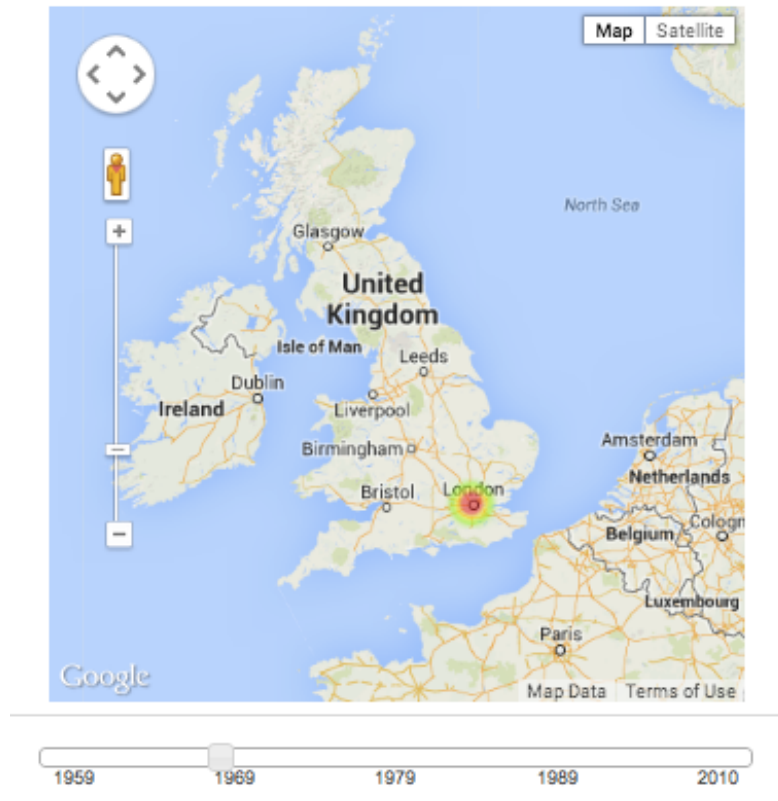 Map Satellite
North Sea
Glasgow
United
Kingdom
Isle of Man
Leeds
Dublin
Ireland
Liverpool
Amsterdam
Birmingham
Netherlands
Bristol
London
Cologn
Belgium
Luxembourg
Paris
Google
Map Data Terms of Use
1959 1969 1979 1989 2010